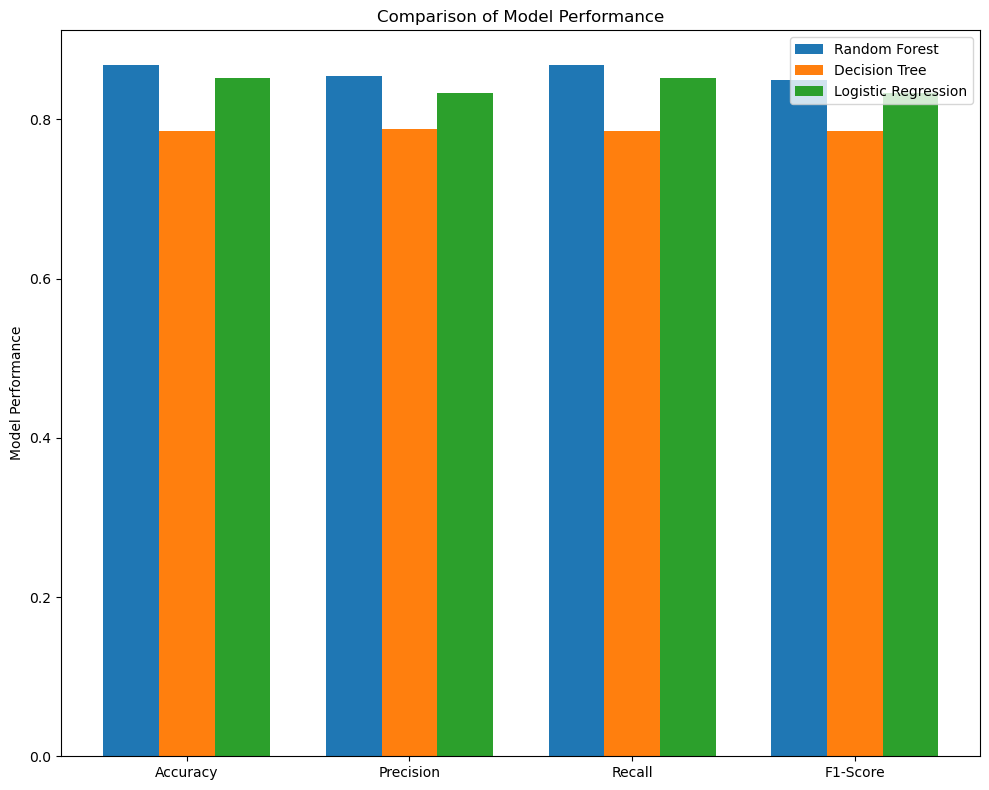 Comparison of Model Performance
Random Forest
Decision Tree
Logistic Regression
Model Performance
0.8
0.6
0.4
0.2
0.0
Accuracy Precision Recall F1-Score